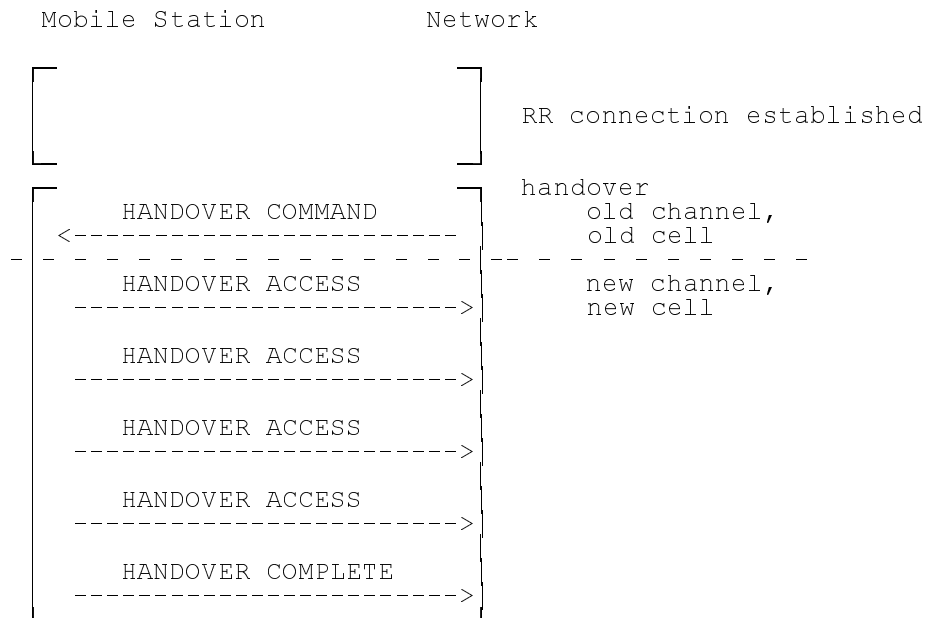 Mobile Station Network
RR connection established
handover
HANDOVER COMMAND old channel,
old cell
HANDOVER ACCESS new channel,
new cell
HANDOVER ACCESS
HANDOVER ACCESS
HANDOVER ACCESS
HANDOVER COMPLETE